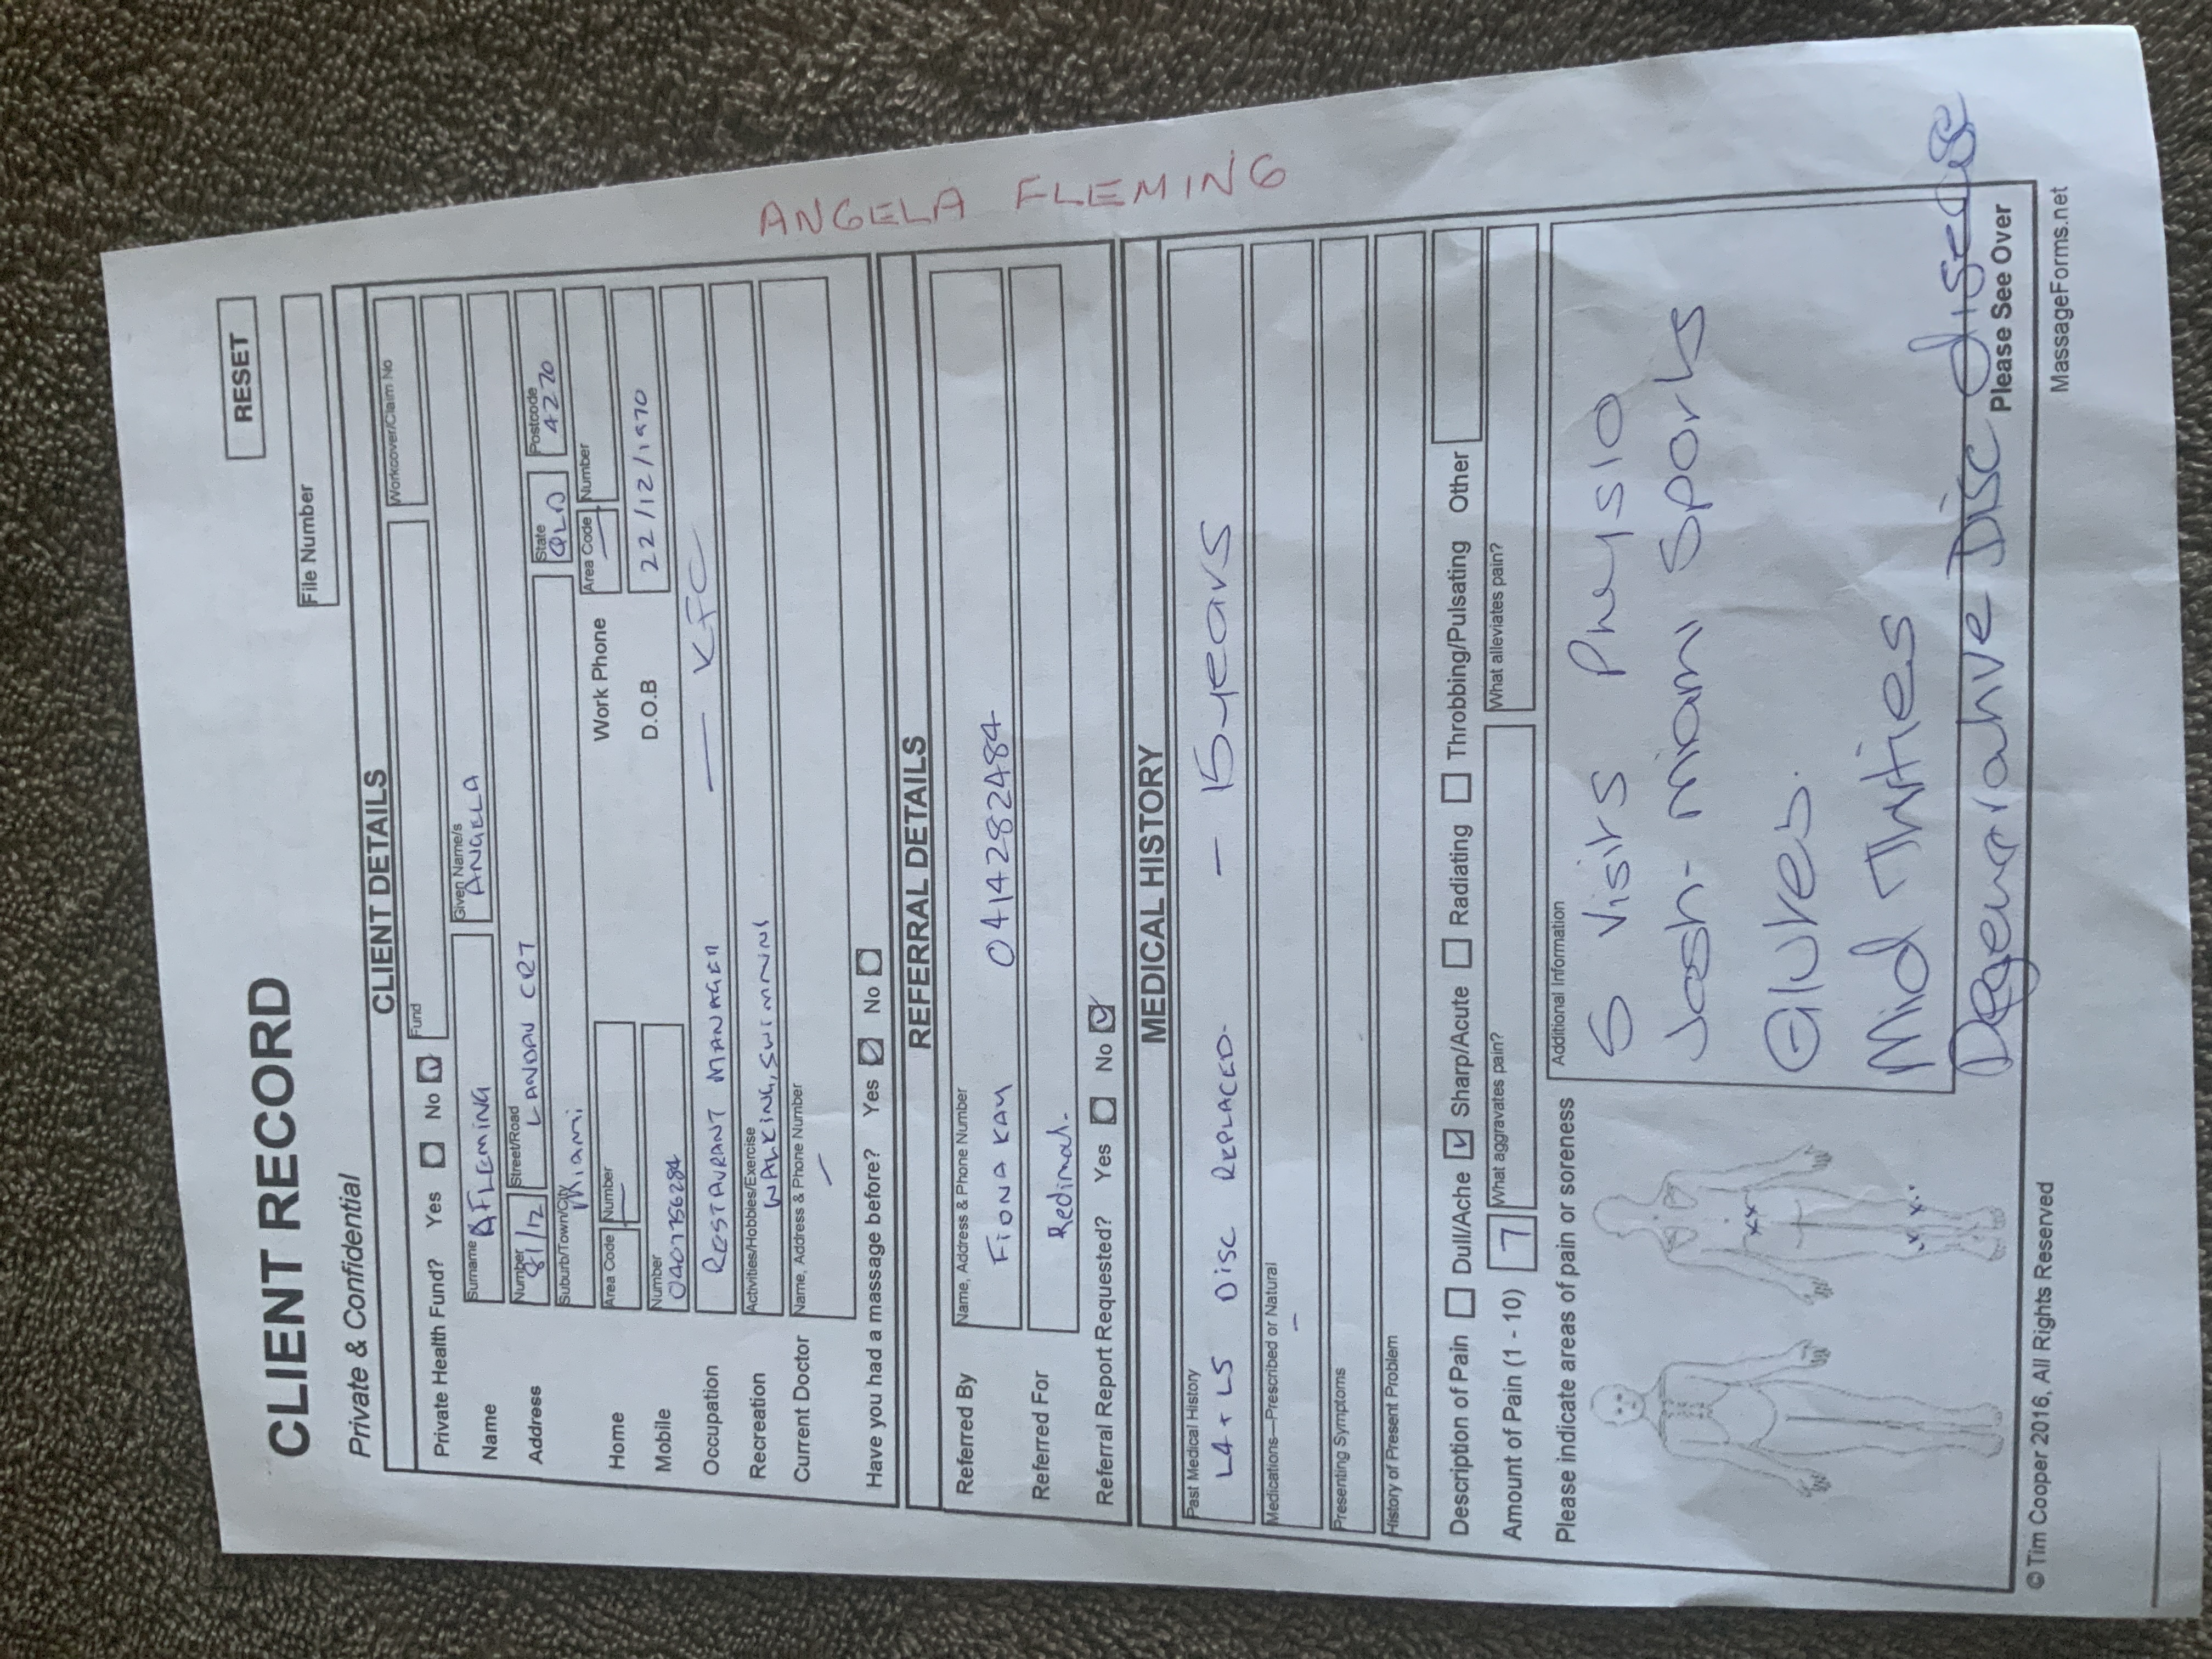 RESET
CLIENT RECORD
File Number
Private & Confidential
CLIENT DETAILS
Private Health Fund? Yes No Fund Workcover/Claim No
Name Surname FLEMING Given Name/s ANGELA
Address Number 81/12 Street/Road LANDAU CRT State QLD Postcode 4220
Suburb/Town/City Miami
Home Area Code Number Work Phone Area Code Number
Mobile Number 0407756284 D.O.B 22/12/1970
Occupation RESTAURANT MANAGER — KFC
Recreation Activities/Hobbies/Exercise WALKING, SWIMMING
Current Doctor Name, Address & Phone Number
Have you had a massage before? Yes No
ANGELA FLEMING
REFERRAL DETAILS
Referred By Name, Address & Phone Number FIONA KAY 0414282484
Referred For Redimed.
Referral Report Requested? Yes No
MEDICAL HISTORY
Past Medical History
L4 + L5 DISC REPLACED. - 15 years
Medications—Prescribed or Natural
-
Presenting Symptoms
History of Present Problem
Description of Pain Dull/Ache Sharp/Acute Radiating Throbbing/Pulsating Other
Amount of Pain (1 - 10) 7 What aggravates pain? What alleviates pain?
Please indicate areas of pain or soreness
Additional Information
5 visits Physio
Josh - miami Sports
Glutes.
Mid Thirties
Degenerative Disc disease
Please See Over
© Tim Cooper 2016, All Rights Reserved
MassageForms.net